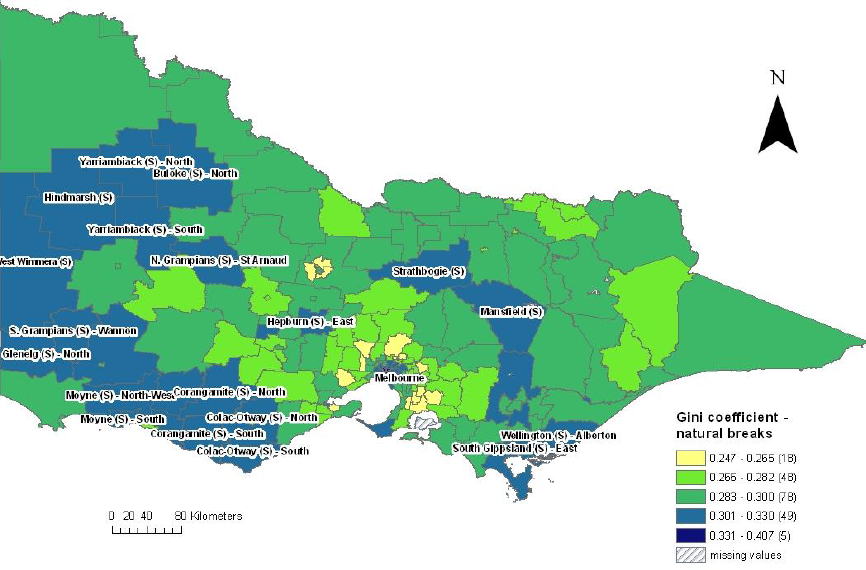 N
Yarriambiack (S) - North
Buloke (S) - North
Hindmarsh (S)
Yarriambiack (S) - South
West Wimmera (S)
N. Grampians (S) - St Arnaud
Strathbogie (S)
Mansfield (S)
Hepburn (S) - East
S. Grampians (S) - Wannon
Glenelg (S) - North
Melbourne
Moyne (S) - North-West
Corangamite (S) - North
Moyne (S) - South
Colac-Otway (S) - North
Corangamite (S) - South
Colac-Otway (S) - South
Wellington (S) - Alberton
South Gippsland (S) - East
0 20 40 80 Kilometers
Gini coefficient -
natural breaks
0.247 - 0.265 (18)
0.266 - 0.282 (48)
0.283 - 0.300 (78)
0.301 - 0.330 (49)
0.331 - 0.407 (5)
missing values